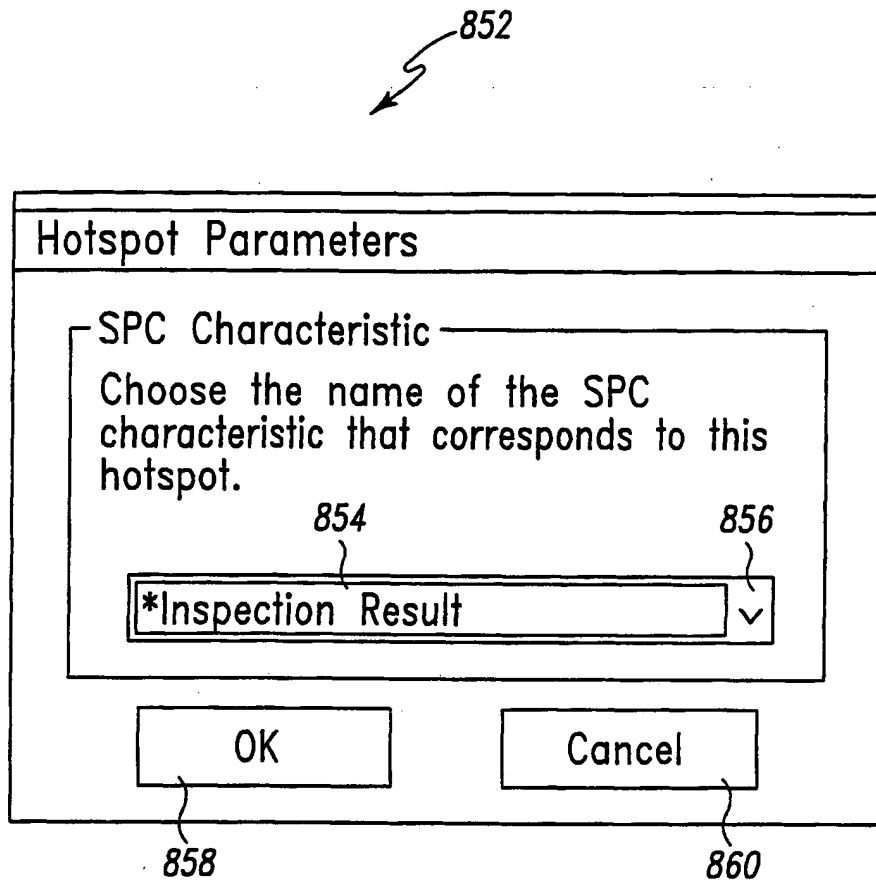 852
Hotspot Parameters
SPC Characteristic
Choose the name of the SPC
characteristic that corresponds to this
hotspot.
854
856
*Inspection Result
OK
Cancel
858
860